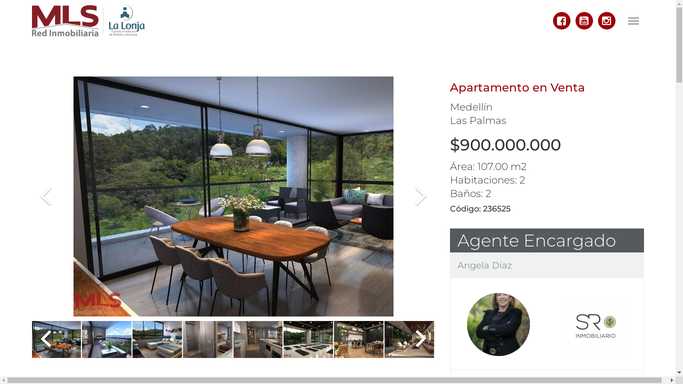 MLS
Red Inmobiliaria
La Lonja
Apartamento en Venta
Medellín
Las Palmas
$900.000.000
Área: 107.00 m2
Habitaciones: 2
Baños: 2
Código: 236525
MLS
Agente Encargado
Angela Diaz
SR
INMOBILIARIO